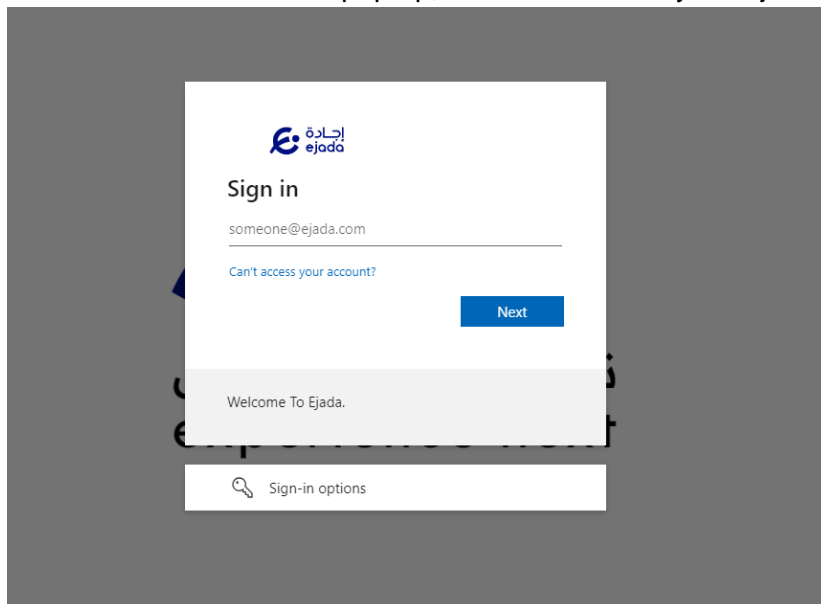 إجادة
ejada
Sign in
someone@ejada.com
Can't access your account?
Next
Welcome To Ejada.
Sign-in options